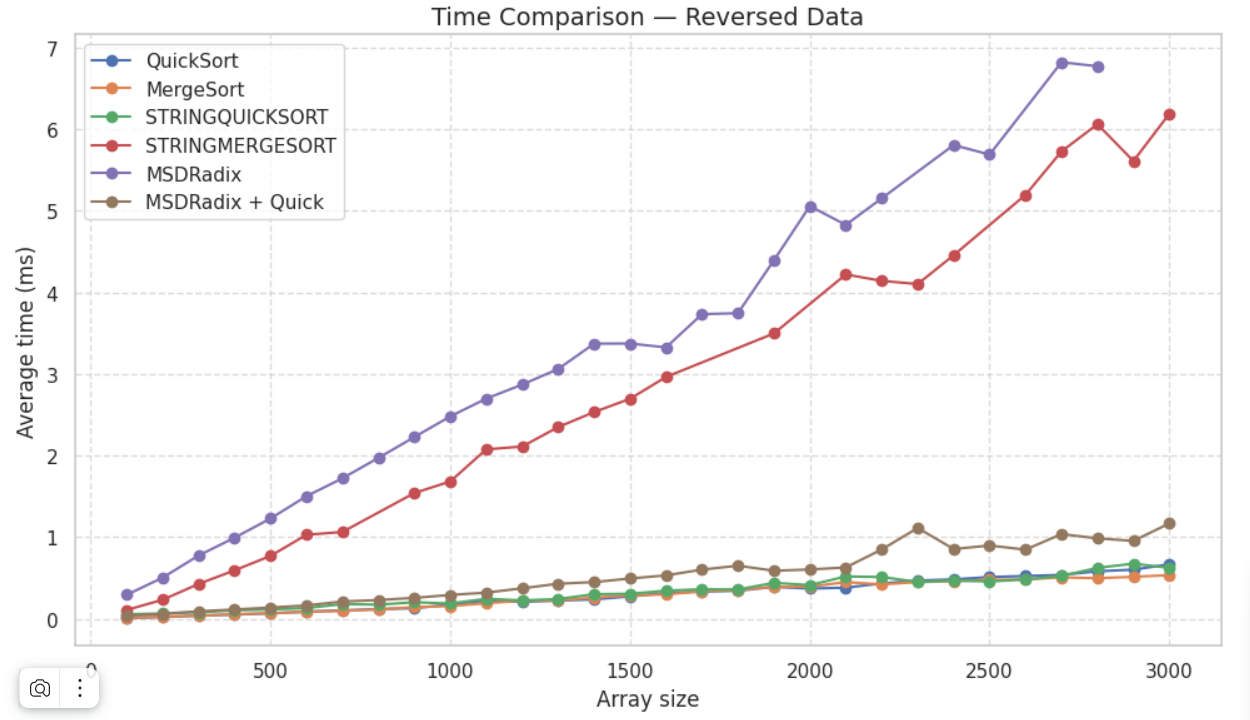 Time Comparison — Reversed Data
7
6
5
4
3
2
1
0
Average time (ms)
QuickSort
MergeSort
STRINGQUICKSORT
STRINGMERGESORT
MSDRadix
MSDRadix + Quick
0 500 1000 1500 2000 2500 3000
Array size